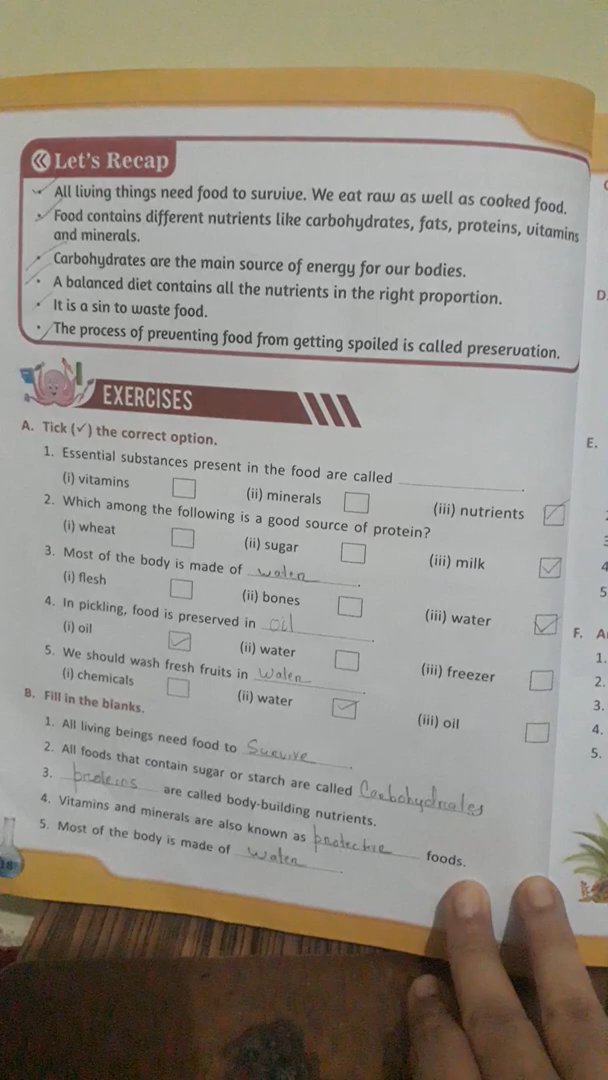 Let's Recap
All living things need food to survive. We eat raw as well as cooked food.
Food contains different nutrients like carbohydrates, fats, proteins, vitamins
and minerals.
Carbohydrates are the main source of energy for our bodies.
A balanced diet contains all the nutrients in the right proportion.
It is a sin to waste food.
The process of preventing food from getting spoiled is called preservation.
EXERCISES
A. Tick (✓) the correct option.
1. Essential substances present in the food are called ____________.
(i) vitamins (ii) minerals (iii) nutrients ✓
2. Which among the following is a good source of protein?
(i) wheat (ii) sugar (iii) milk ✓
3. Most of the body is made of water.
(i) flesh (ii) bones (iii) water ✓
4. In pickling, food is preserved in oil.
(i) oil ✓ (ii) water (iii) freezer
5. We should wash fresh fruits in water.
(i) chemicals (ii) water ✓ (iii) oil
B. Fill in the blanks.
1. All living beings need food to Survive.
2. All foods that contain sugar or starch are called Carbohydrates
3. proteins are called body-building nutrients.
4. Vitamins and minerals are also known as protective foods.
5. Most of the body is made of water.
18
D.
E.
4
5
F. A
1.
2.
3.
4.
5.